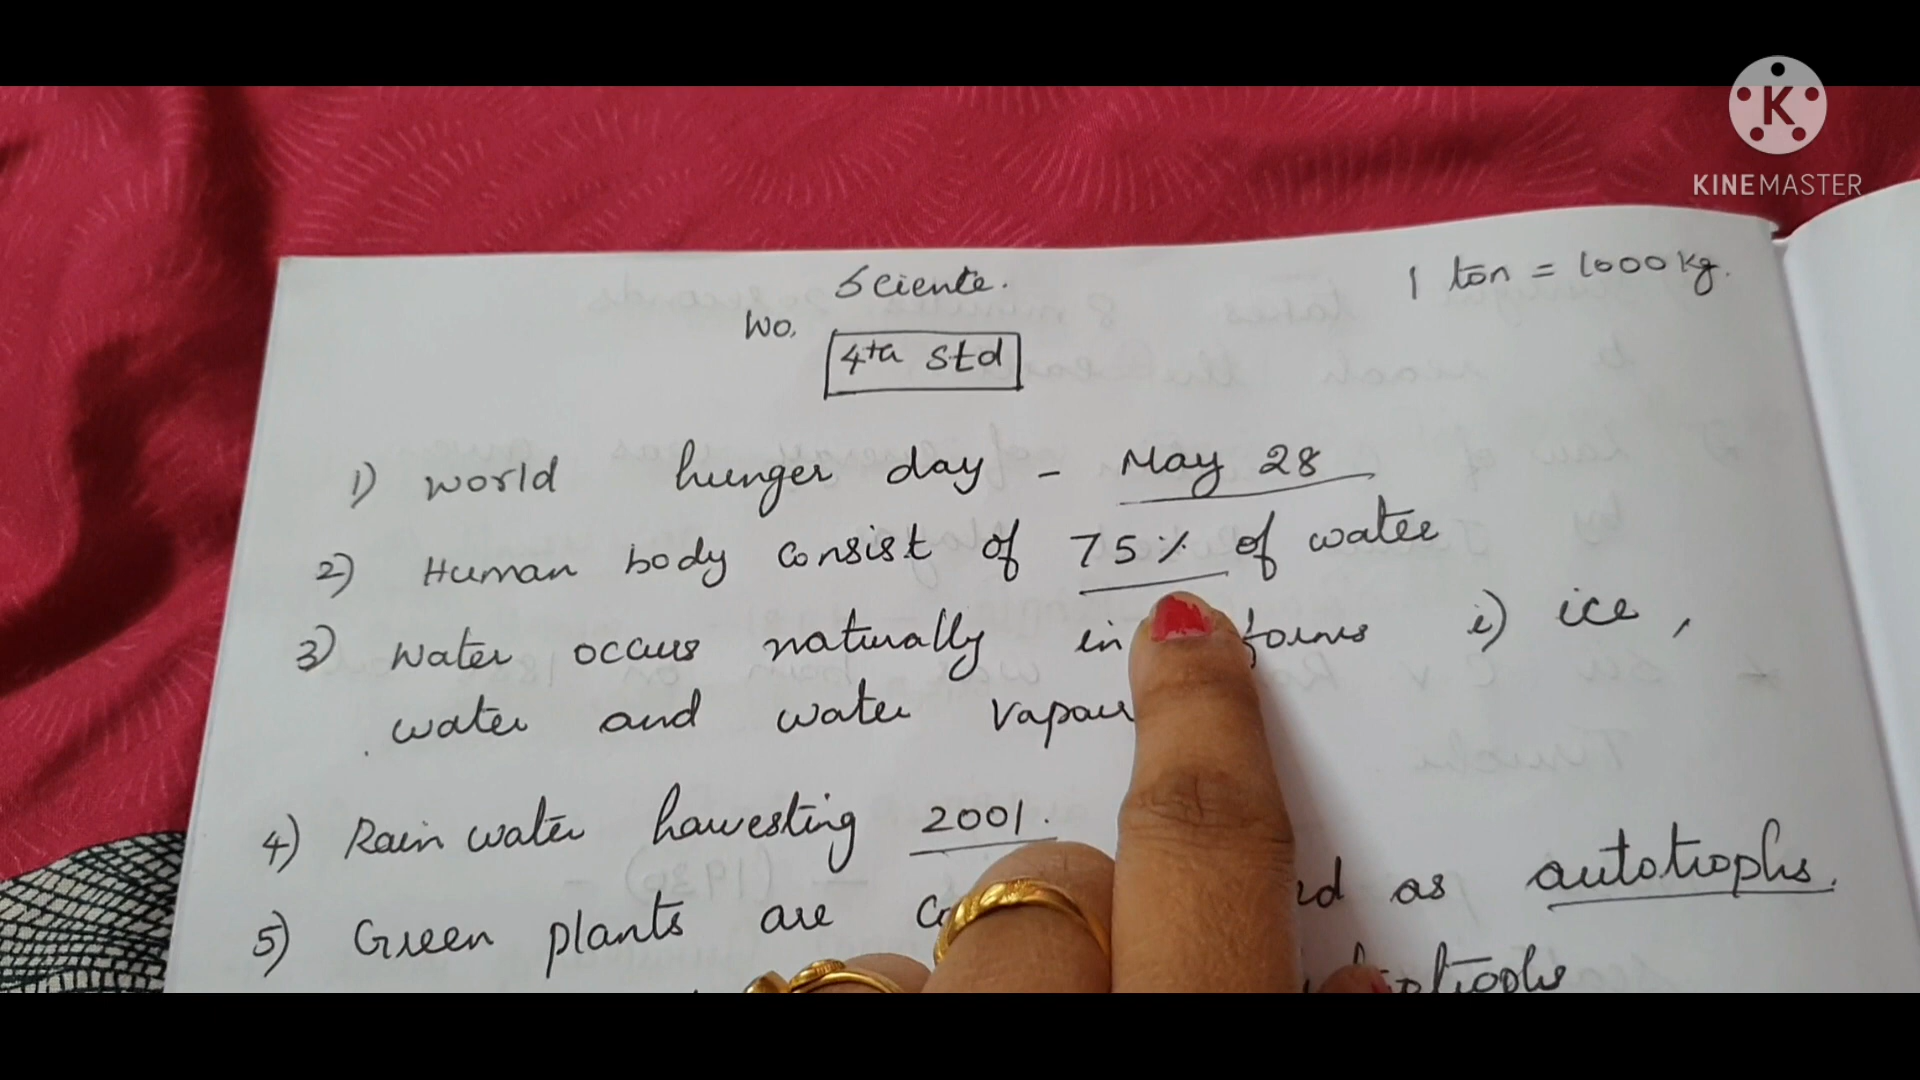 KINEMASTER
Science.
1 ton = 1000 kg.
wo.
4th Std
1) world hunger day - May 28
2) Human body consist of 75% of water
3) Water occurs naturally in forms i) ice,
water and water vapour
4) Rain water harvesting 2001.
5) Green plants are as autotrophs.